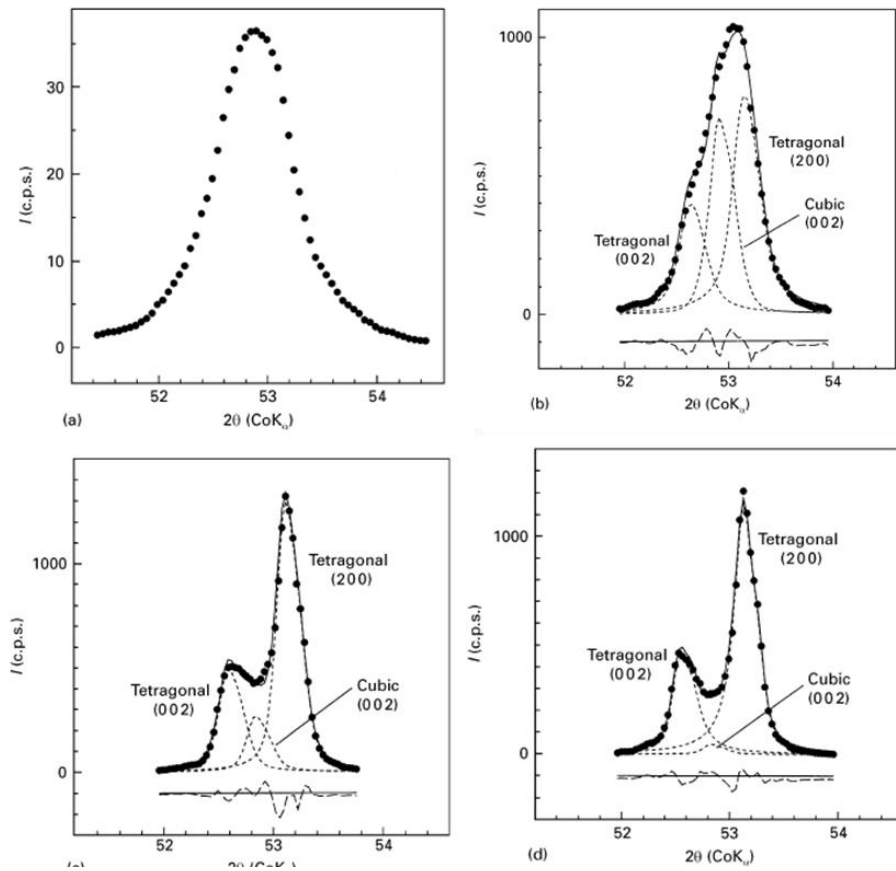 30
20
10
0
I (c.p.s.)
52
53
54
(a)
2θ (CoKα)
1000
0
I (c.p.s.)
Tetragonal
(200)
Cubic
(002)
Tetragonal
(002)
52
53
54
(b)
2θ (CoKα)
1000
0
I (c.p.s.)
Tetragonal
(200)
Tetragonal
(002)
Cubic
(002)
52
53
54
2θ (CoKα)
1000
0
I (c.p.s.)
Tetragonal
(200)
Tetragonal
(002)
Cubic
(002)
52
53
54
(d)
2θ (CoKα)